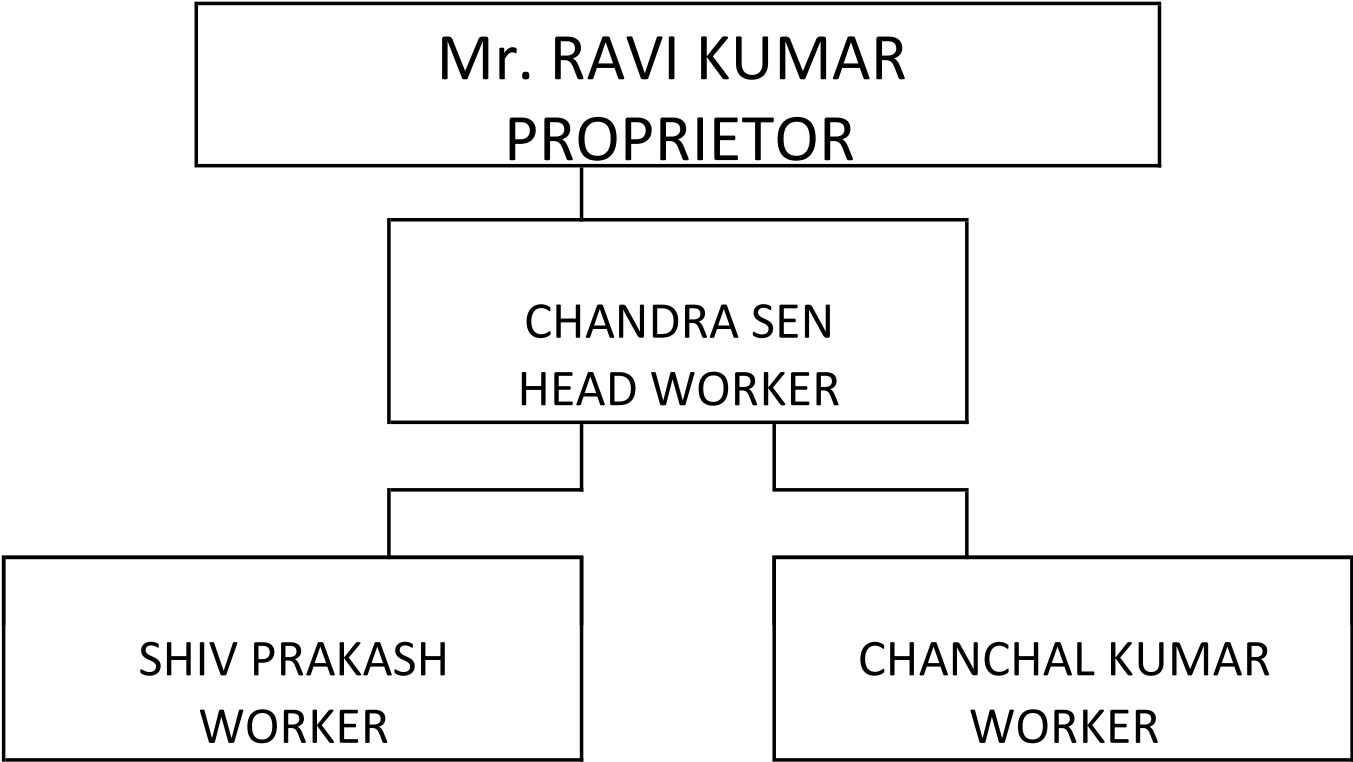 Mr. RAVI KUMAR
PROPRIETOR
CHANDRA SEN
HEAD WORKER
SHIV PRAKASH
WORKER
CHANCHAL KUMAR
WORKER